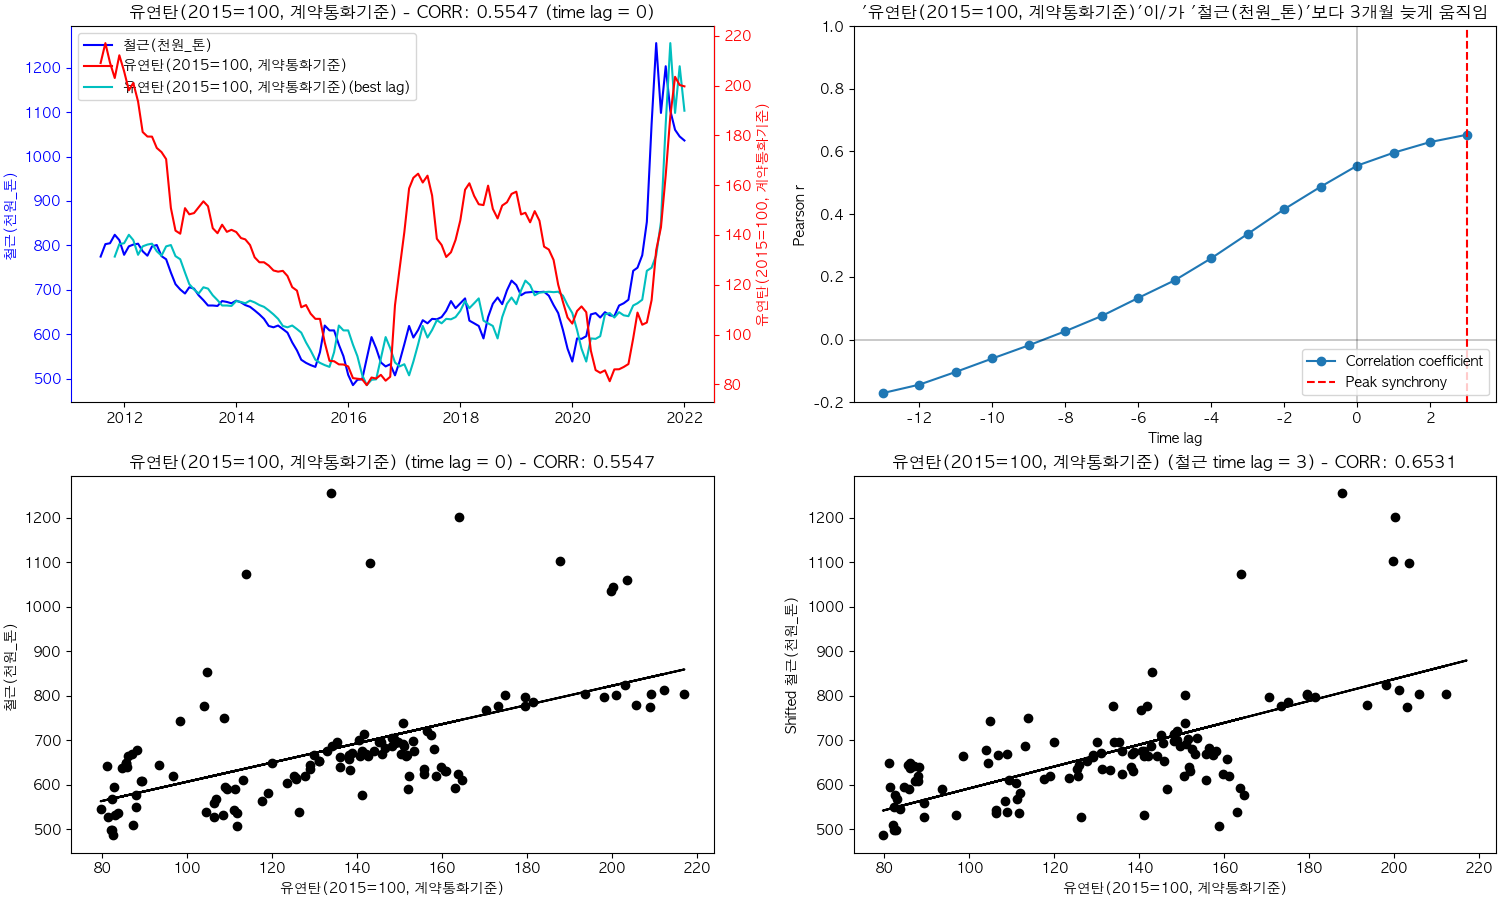 유연탄(2015=100, 계약통화기준) - CORR: 0.5547 (time lag = 0)
철근(천원_톤)
유연탄(2015=100, 계약통화기준)
유연탄(2015=100, 계약통화기준)(best lag)
1200
1100
1000
900
800
700
600
500
철근(천원_톤)
220
200
180
160
140
120
100
80
유연탄(2015=100, 계약통화기준)
2012 2014 2016 2018 2020 2022
'유연탄(2015=100, 계약통화기준)'이/가 '철근(천원_톤)'보다 3개월 늦게 움직임
1.0
0.8
0.6
0.4
0.2
0.0
-0.2
Pearson r
Correlation coefficient
Peak synchrony
-12 -10 -8 -6 -4 -2 0 2
Time lag
유연탄(2015=100, 계약통화기준) (time lag = 0) - CORR: 0.5547
1200
1100
1000
900
800
700
600
500
철근(천원_톤)
80 100 120 140 160 180 200 220
유연탄(2015=100, 계약통화기준)
유연탄(2015=100, 계약통화기준) (철근 time lag = 3) - CORR: 0.6531
1200
1100
1000
900
800
700
600
500
Shifted 철근(천원_톤)
80 100 120 140 160 180 200 220
유연탄(2015=100, 계약통화기준)